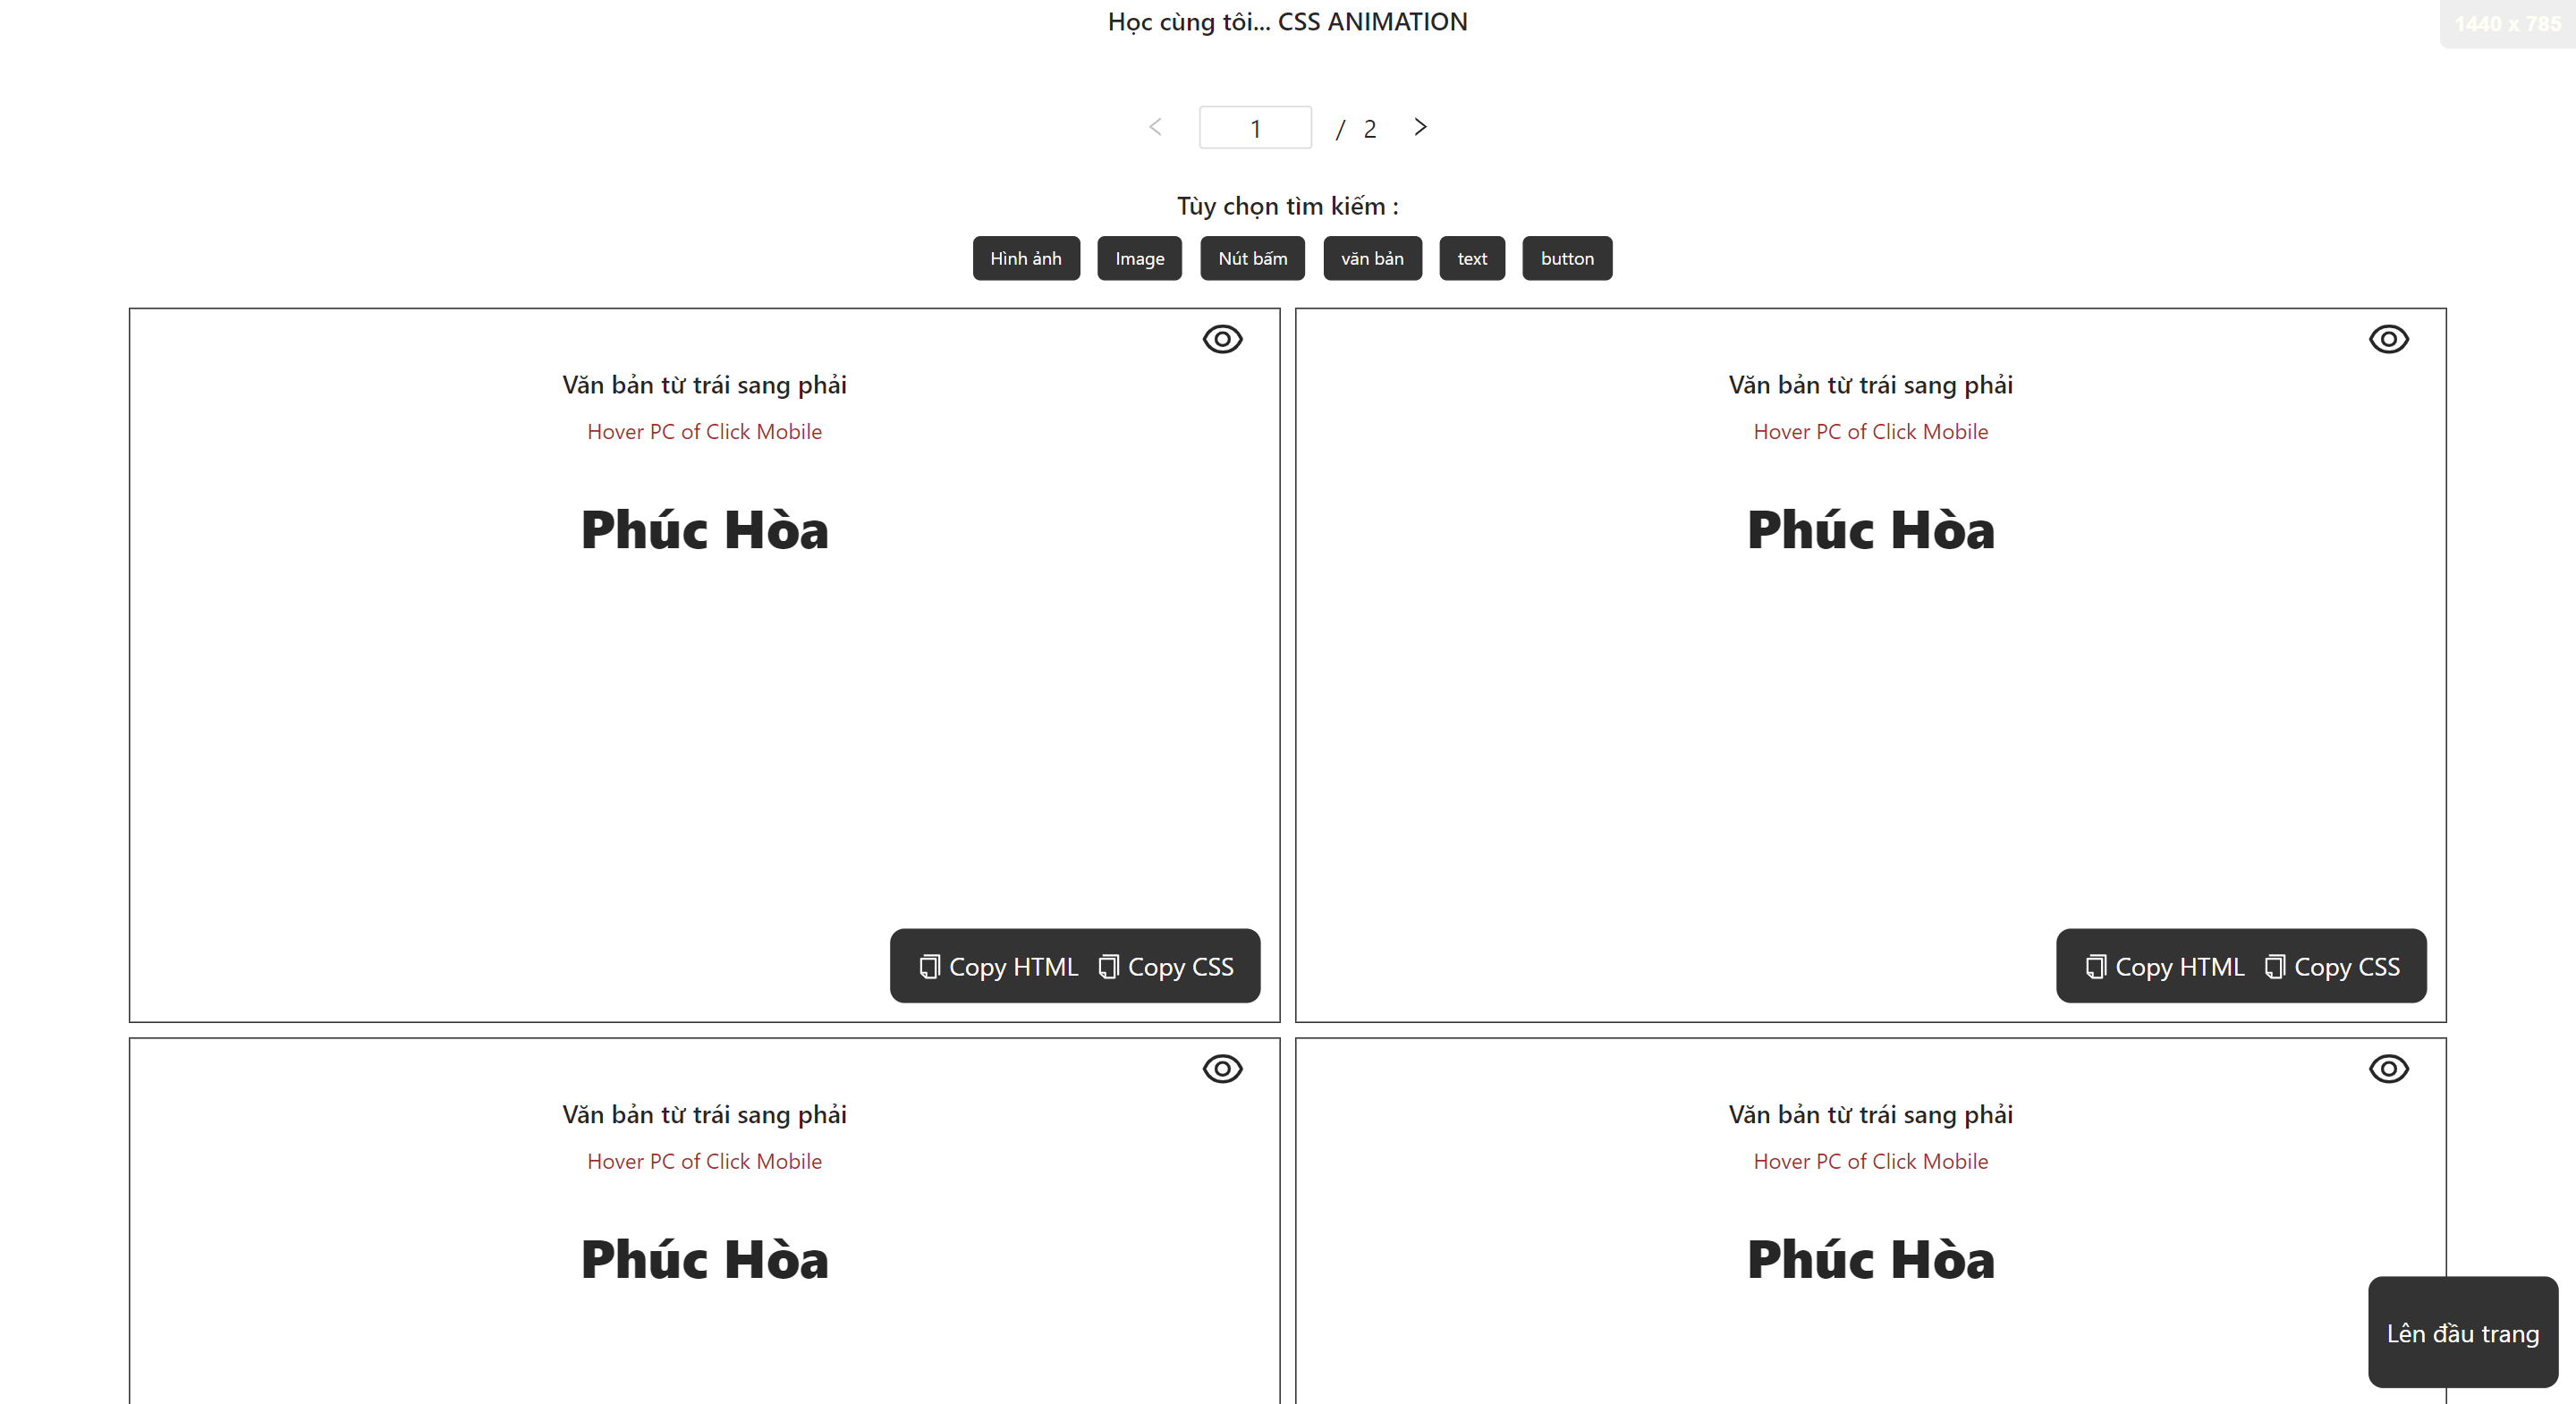 Học cùng tôi... CSS ANIMATION
1440 x 785
1 / 2
Tùy chọn tìm kiếm :
Hình ảnh Image Nút bấm văn bản text button
Văn bản từ trái sang phải
Hover PC of Click Mobile
Phúc Hòa
Copy HTML Copy CSS
Văn bản từ trái sang phải
Hover PC of Click Mobile
Phúc Hòa
Copy HTML Copy CSS
Văn bản từ trái sang phải
Hover PC of Click Mobile
Phúc Hòa
Văn bản từ trái sang phải
Hover PC of Click Mobile
Phúc Hòa
Lên đầu trang